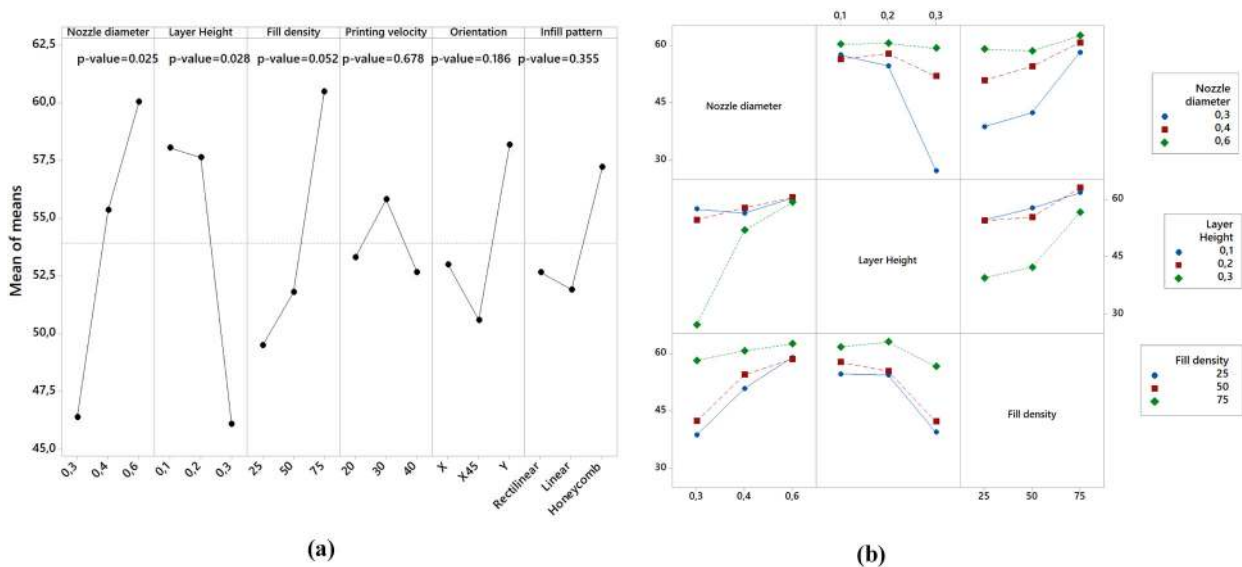 Nozzle diameter Layer Height Fill density Printing velocity Orientation Infill pattern
p-value=0.025 p-value=0.028 p-value=0.052 p-value=0.678 p-value=0.186 p-value=0.355
Mean of means
62,5
60,0
57,5
55,0
52,5
50,0
47,5
45,0
0,3 0,4 0,6 0,1 0,2 0,3 25 50 75 20 30 40 X X45 Y Rectilinear Linear Honeycomb
(a)
0,1 0,2 0,3
60
45
30
Nozzle diameter
Nozzle
diameter
0,3
0,4
0,6
Layer Height
60
45
30
Layer
Height
0,1
0,2
0,3
60
45
30
Fill density
Fill density
25
50
75
0,3 0,4 0,6 25 50 75
(b)